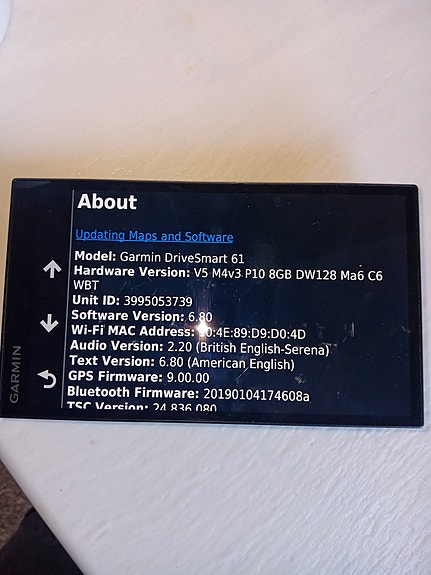 About
Updating Maps and Software
Model: Garmin DriveSmart 61
Hardware Version: V5 M4v3 P10 8GB DW128 Ma6 C6
WBT
Unit ID: 3995053739
Software Version: 6.80
Wi-Fi MAC Address: :4E:89:D9:D0:4D
Audio Version: 2.20 (British English-Serena)
Text Version: 6.80 (American English)
GPS Firmware: 9.00.00
Bluetooth Firmware: 20190104174608a
TSC Version: 24.836.080
GARMIN